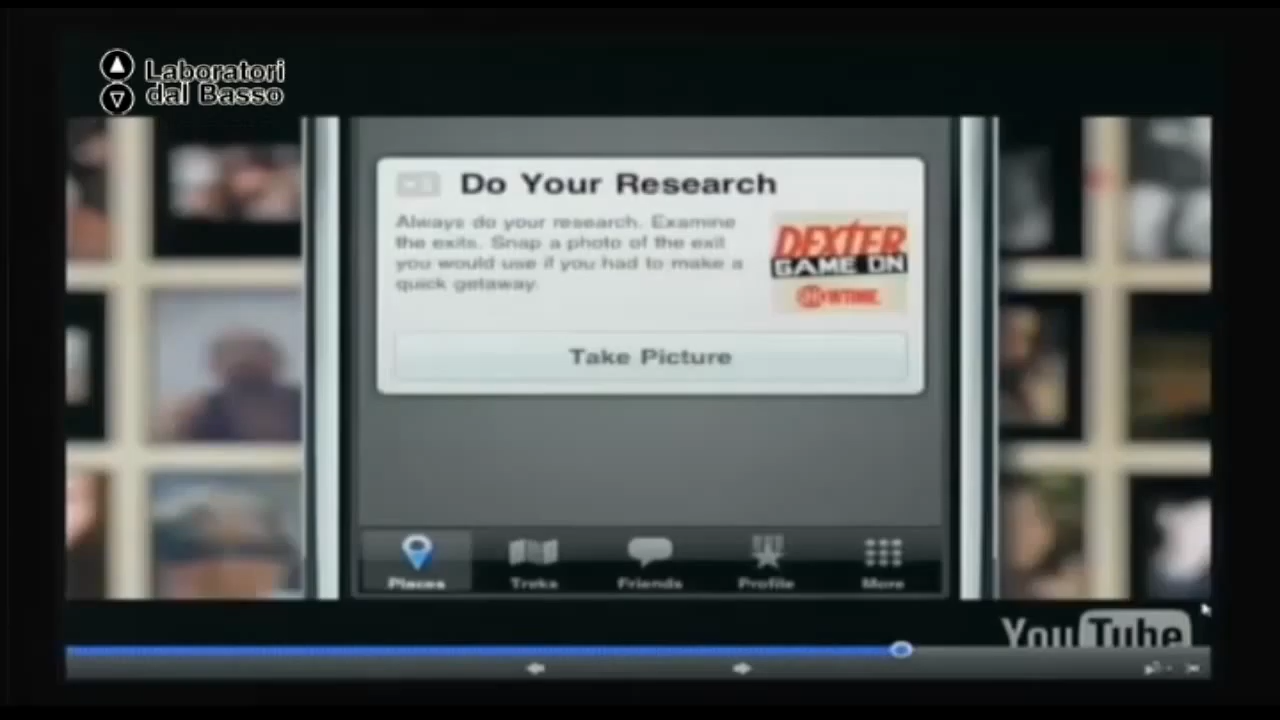 Laboratori
dal Basso
Do Your Research
Always do your research. Examine
the exits. Snap a photo of the exit
you would use if you had to make a
quick getaway.
DEXTER
GAME ON
SHOWTIME
Take Picture
Places
Treks
Friends
Profile
More
YouTube